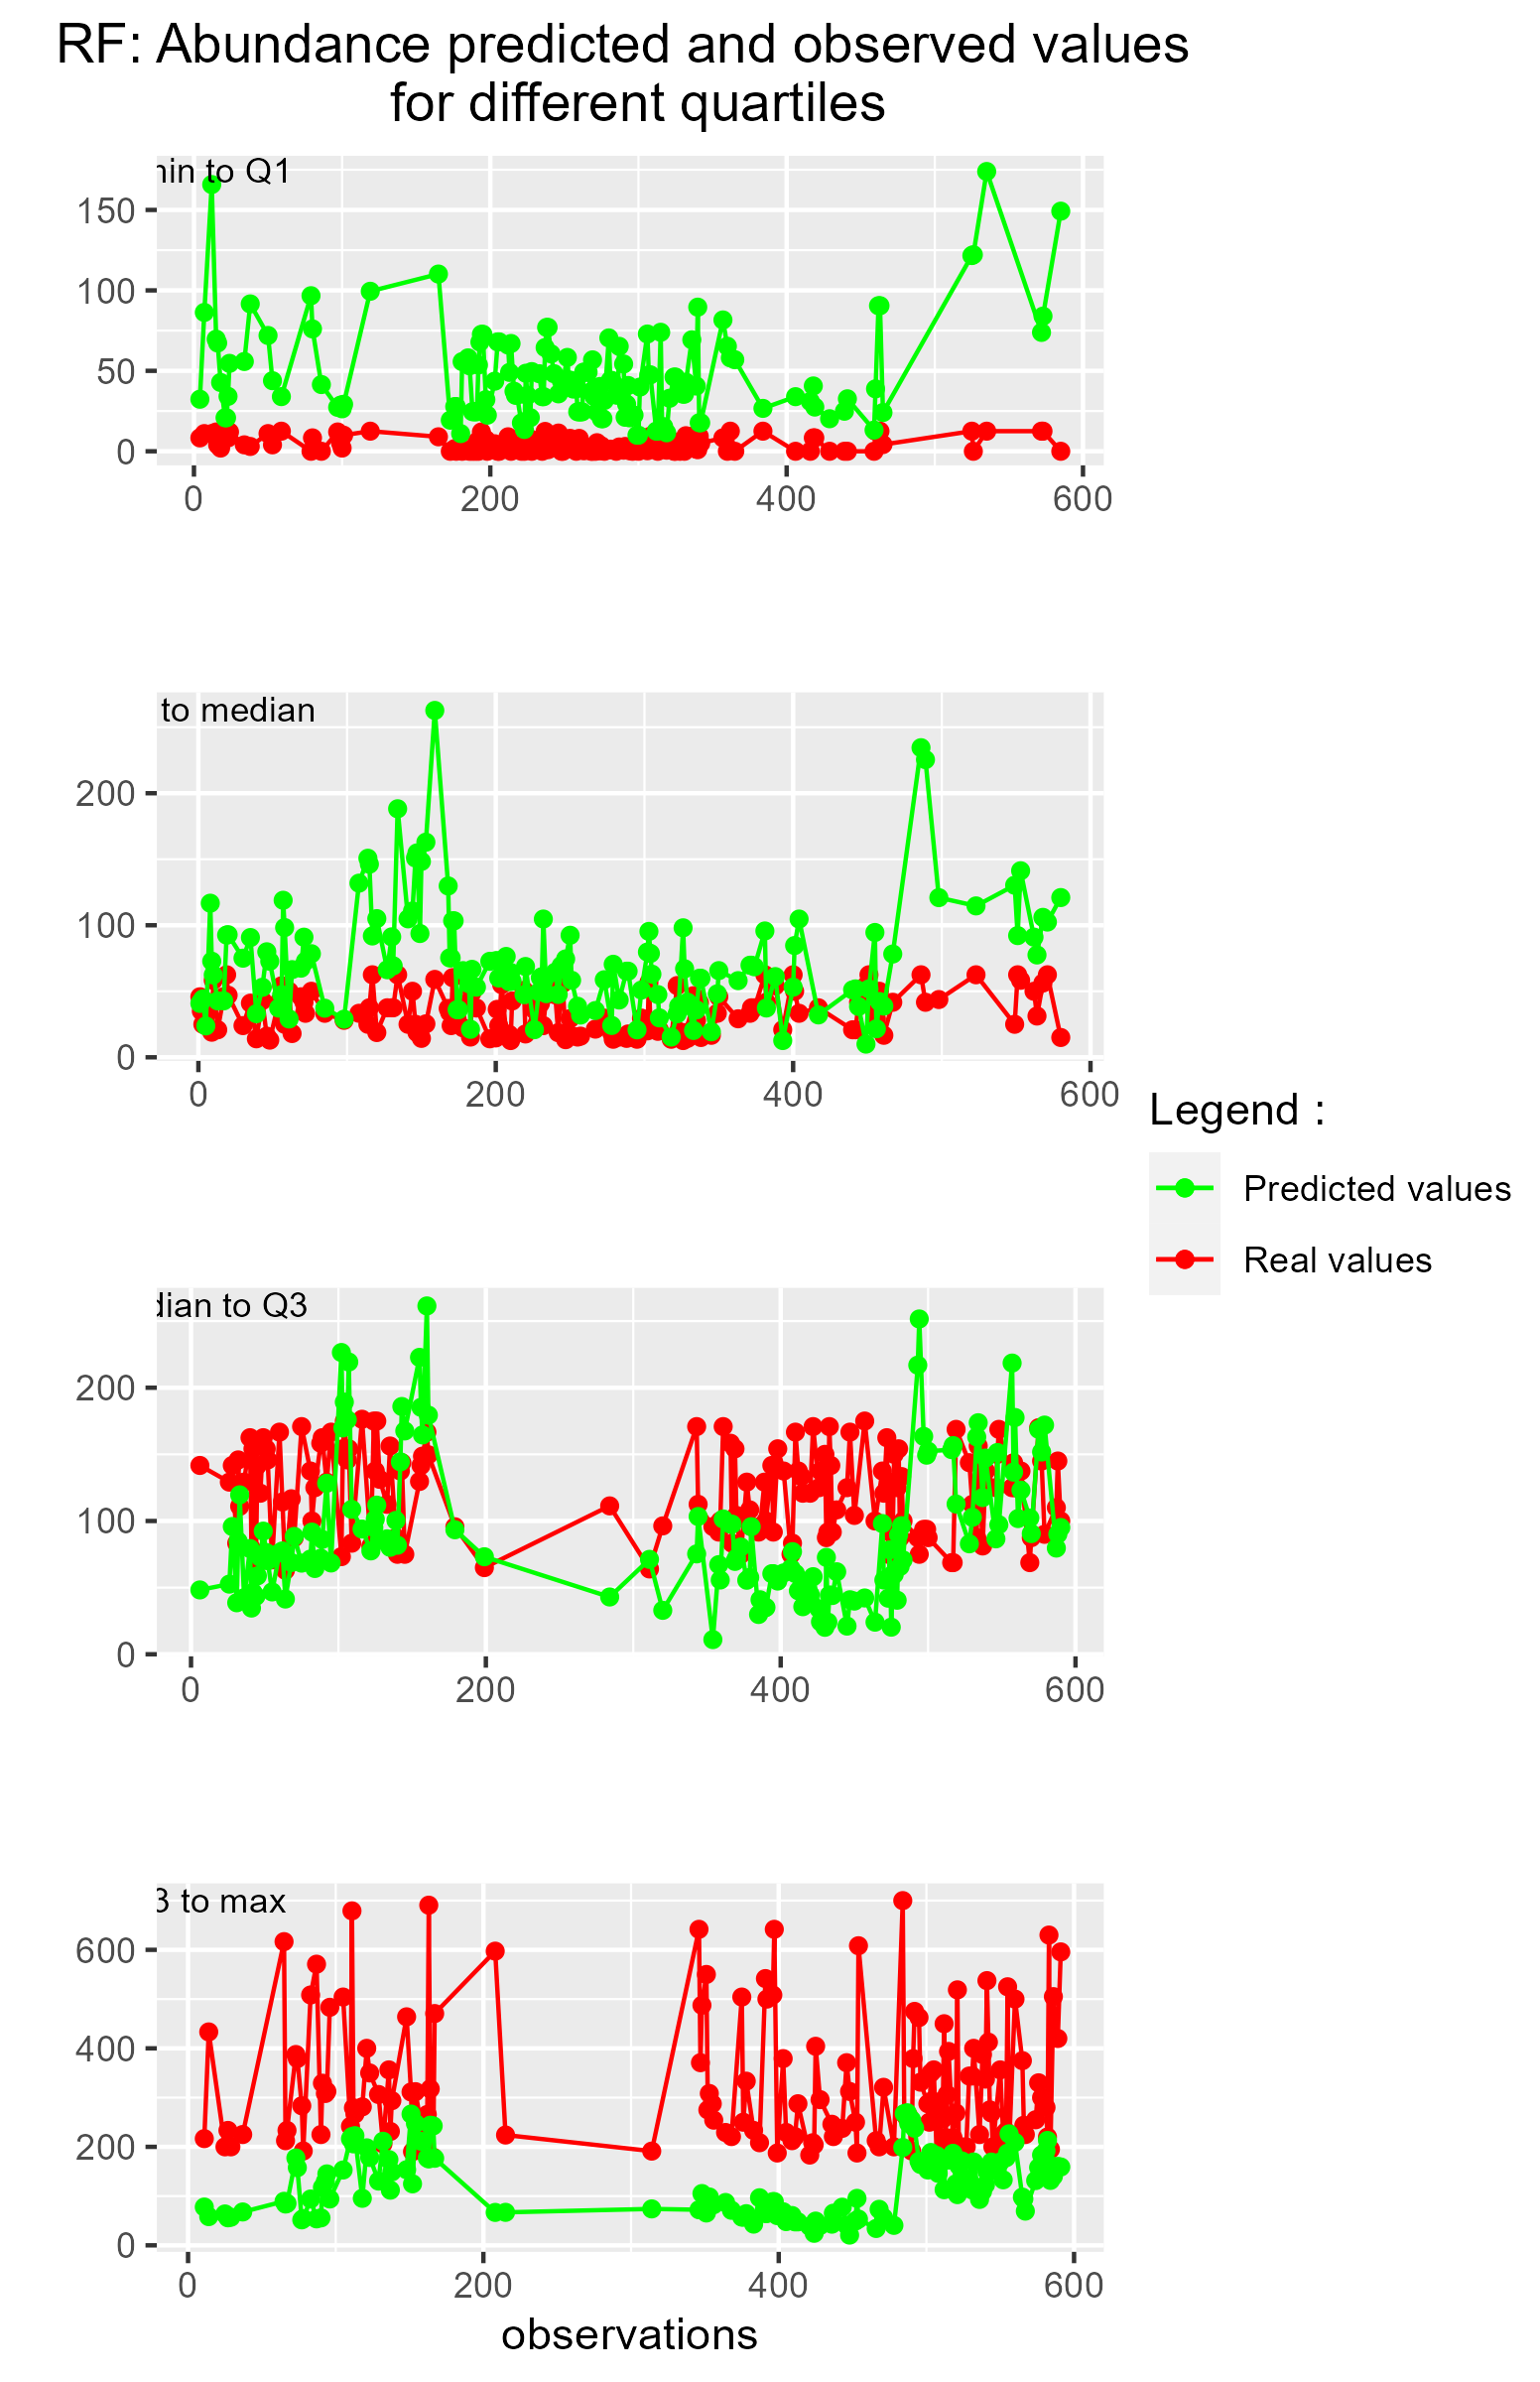 RF: Abundance predicted and observed values
for different quartiles
to Q1
150
100
50
0
0 200 400 600
to median
200
100
0
0 200 400 600
Legend :
Predicted values
Real values
to Q3
200
100
0
0 200 400 600
to max
600
400
200
0
0 200 400 600
observations